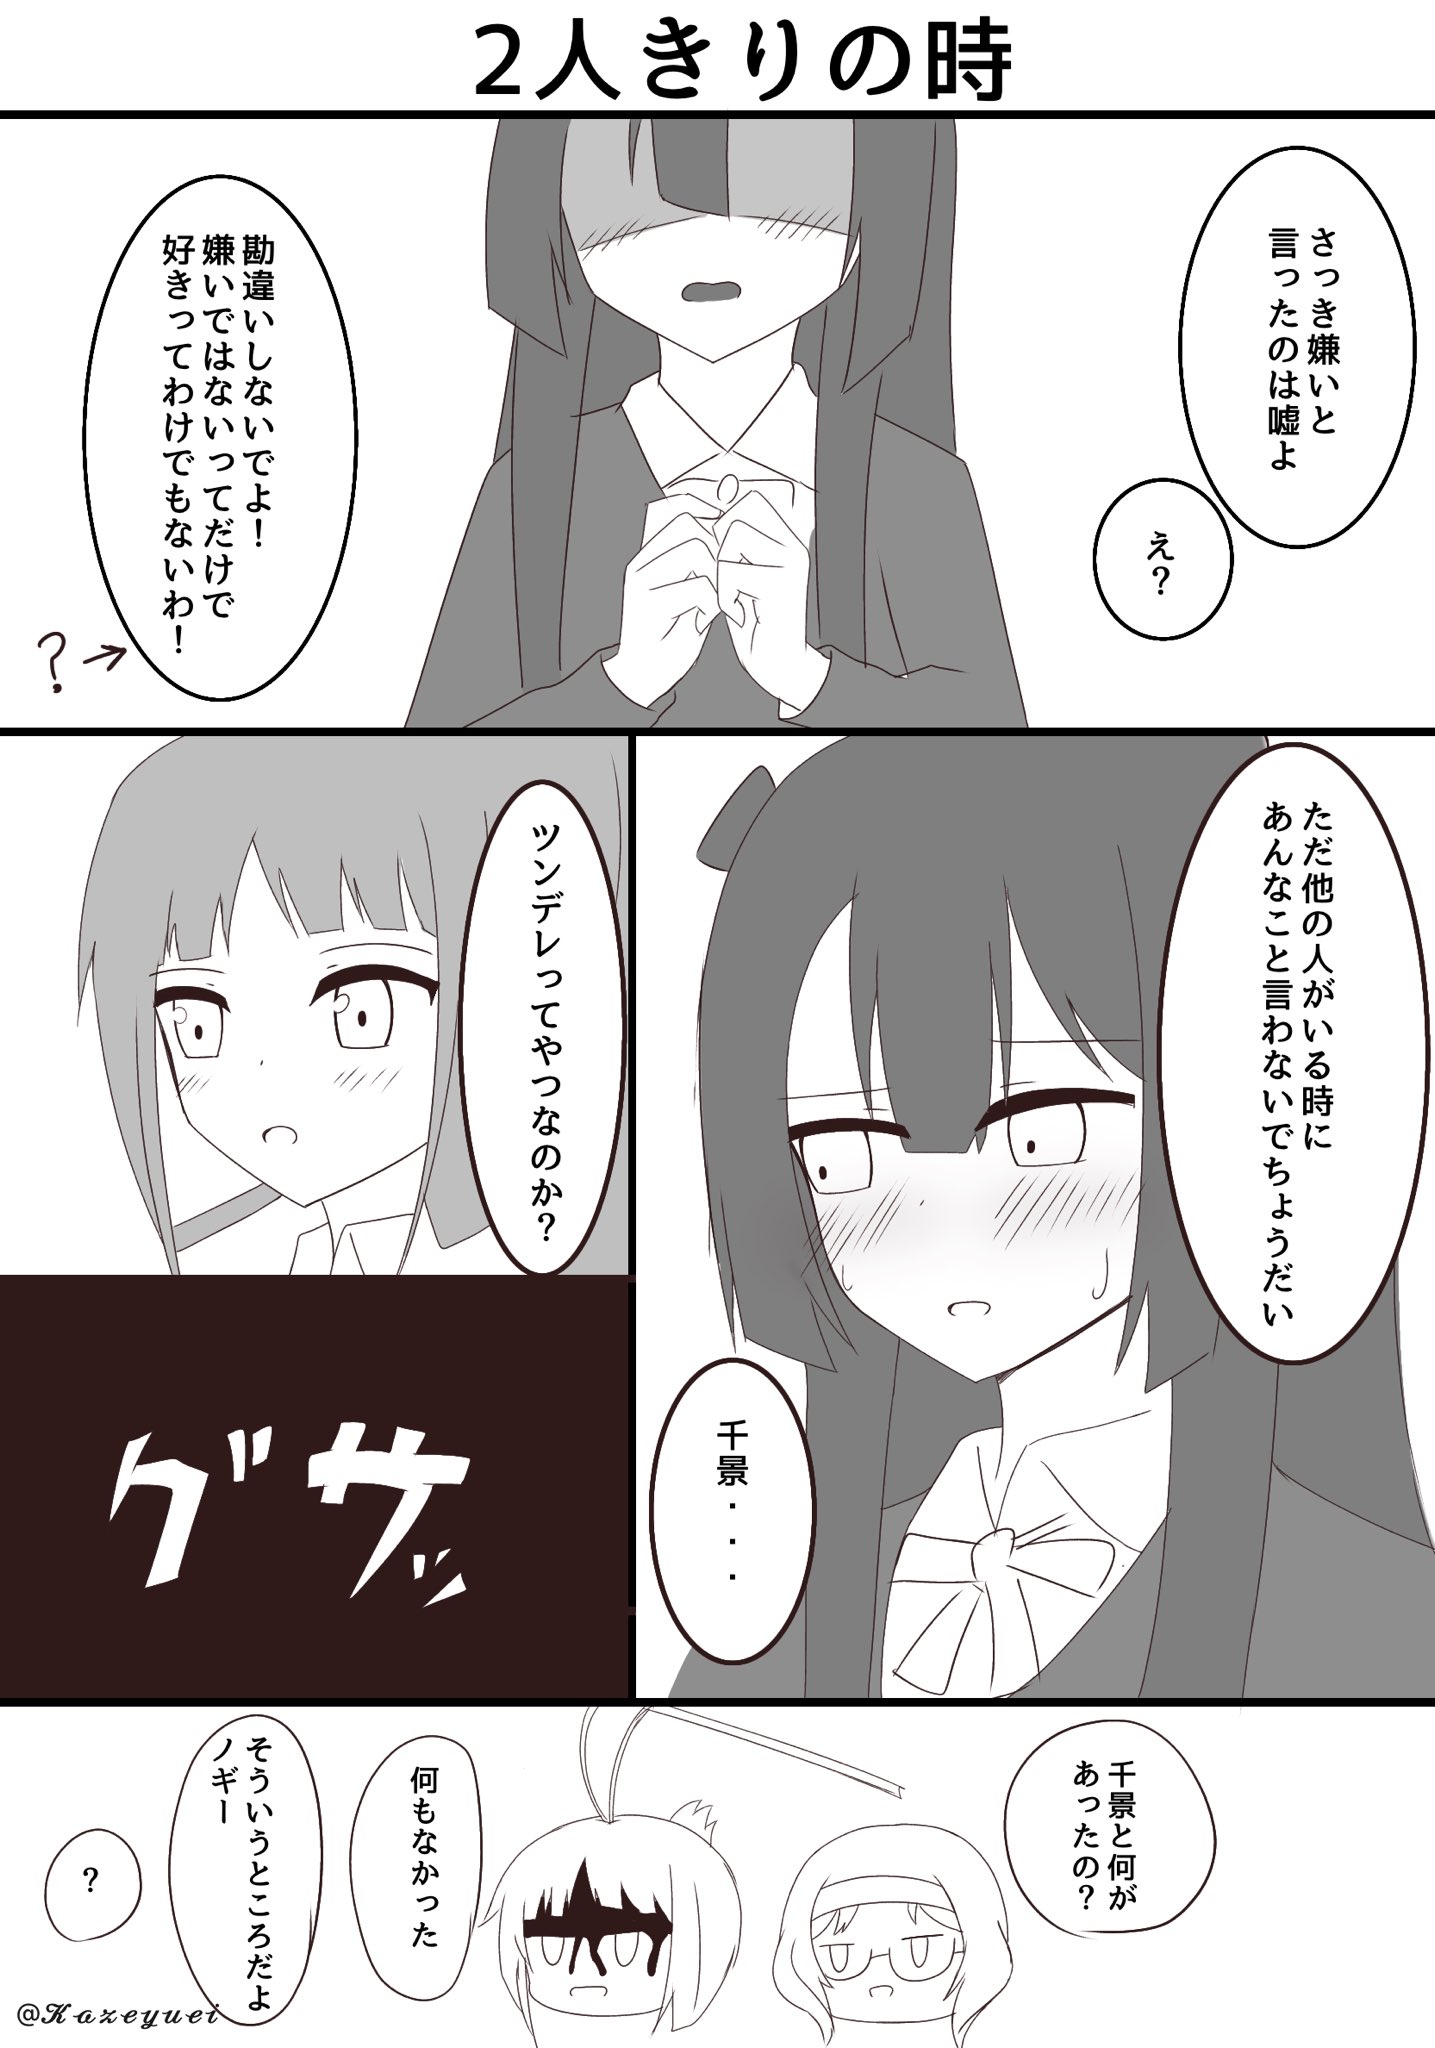 2人きりの時
さっき嫌いと
言ったのは嘘よ
え?
勘違いしないでよ!
嫌いではないってだけで
好きってわけでもないわ!
?→
ただ他の人がいる時に
あんなこと言わないでちょうだい
千景・・・
ツンデレってやつなのか?
グサッ
千景と何が
あったの?
何もなかった
そういうところだよ
ノギー
?
@Kazeyuei